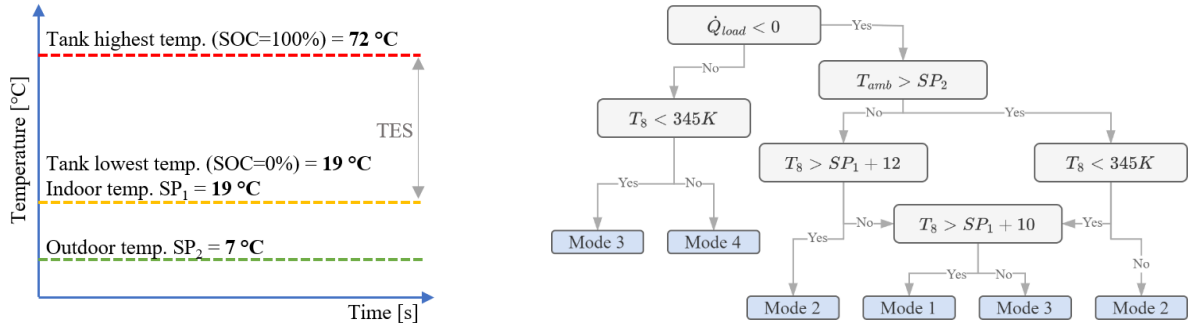 Temperature [°C]
Tank highest temp. (SOC=100%) = 72 °C
TES
Tank lowest temp. (SOC=0%) = 19 °C
Indoor temp. SP₁ = 19 °C
Outdoor temp. SP₂ = 7 °C
Time [s]
Q̇_load < 0
Yes
No
T_amb > SP₂
T₈ < 345K
No
Yes
T₈ > SP₁ + 12
T₈ < 345K
Yes
No
T₈ > SP₁ + 10
Mode 3
Mode 4
Yes
No
Yes
No
Yes
No
Mode 2
Mode 1
Mode 3
Mode 2